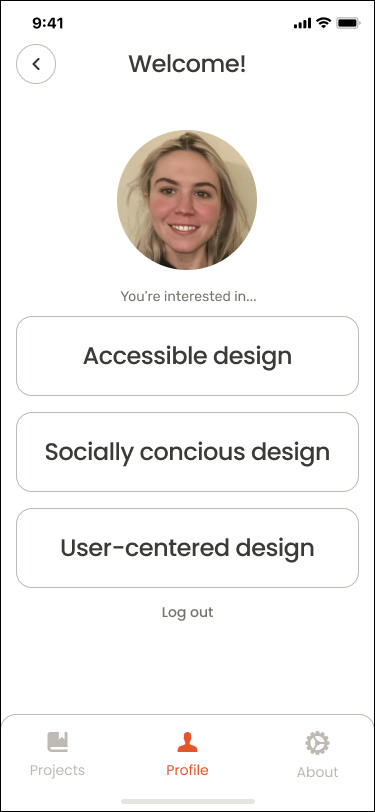 9:41
Welcome!
You're interested in...
Accessible design
Socially concious design
User-centered design
Log out
Projects
Profile
About